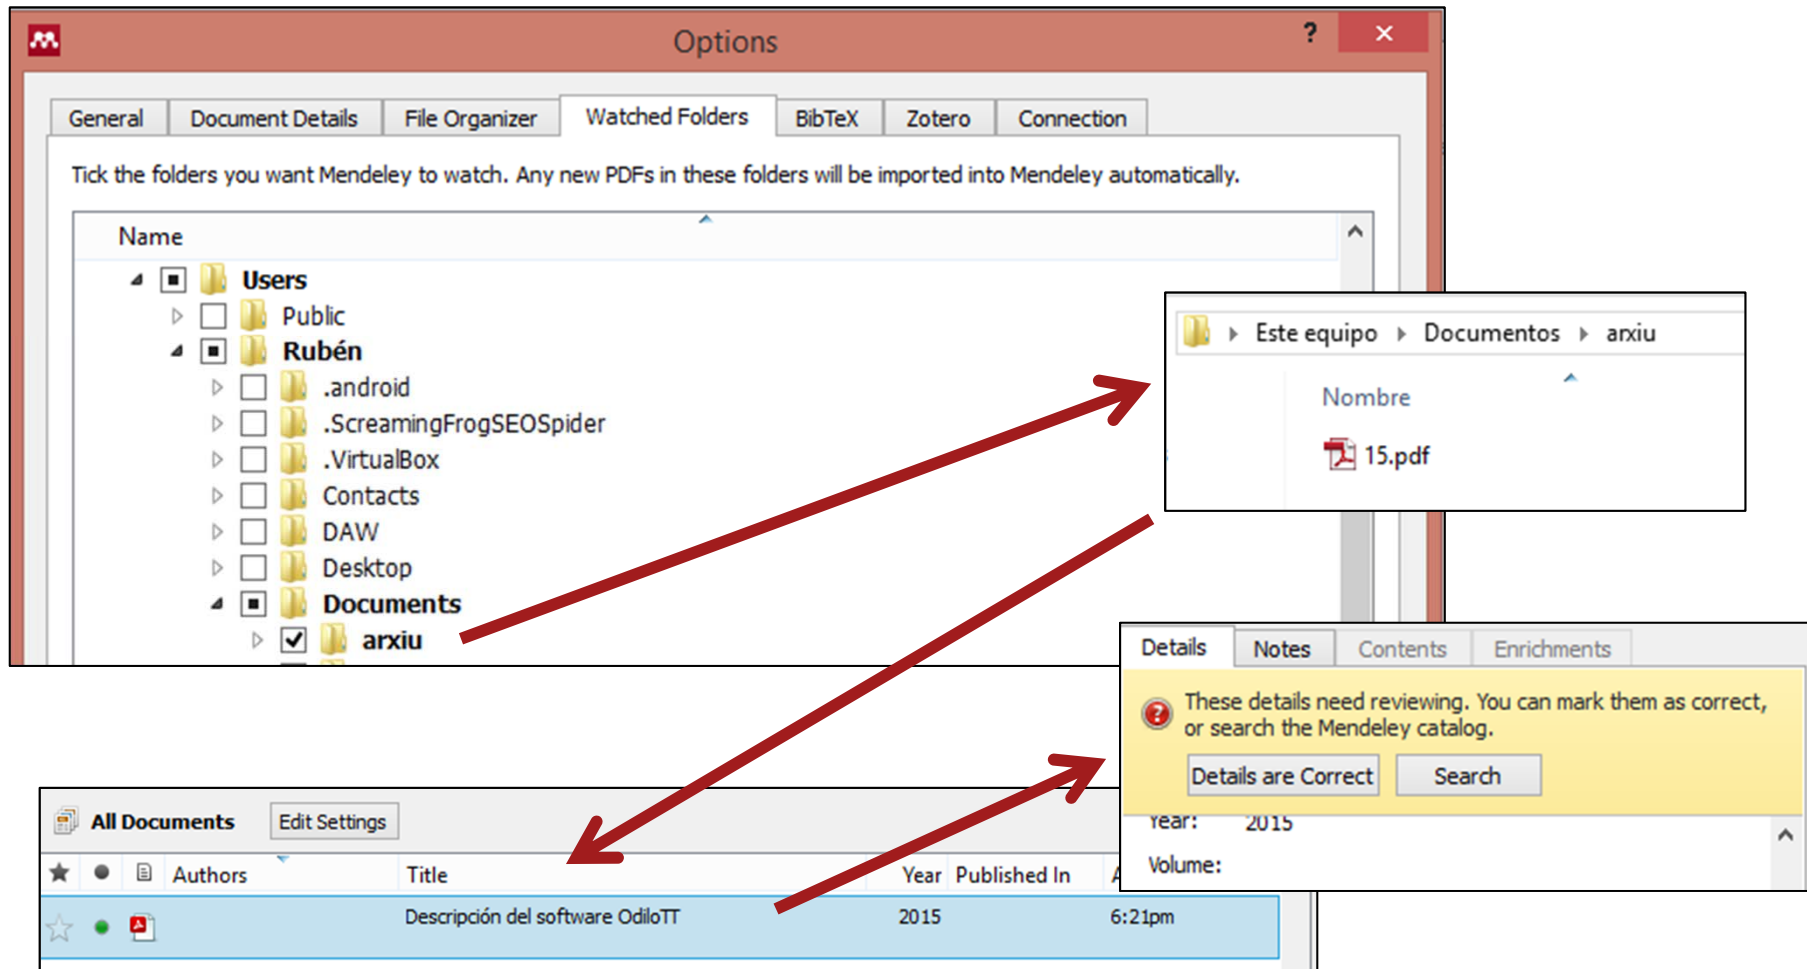 Options
?
General Document Details File Organizer Watched Folders BibTeX Zotero Connection
Tick the folders you want Mendeley to watch. Any new PDFs in these folders will be imported into Mendeley automatically.
Name
Users
Public
Rubén
.android
.ScreamingFrogSEOSpider
.VirtualBox
Contacts
DAW
Desktop
Documents
arxiu
Este equipo Documentos arxiu
Nombre
15.pdf
Details Notes Contents Enrichments
These details need reviewing. You can mark them as correct,
or search the Mendeley catalog.
Details are Correct Search
Year: 2015
Volume:
All Documents Edit Settings
Authors Title Year Published In
Descripción del software OdiloTT 2015 6:21pm